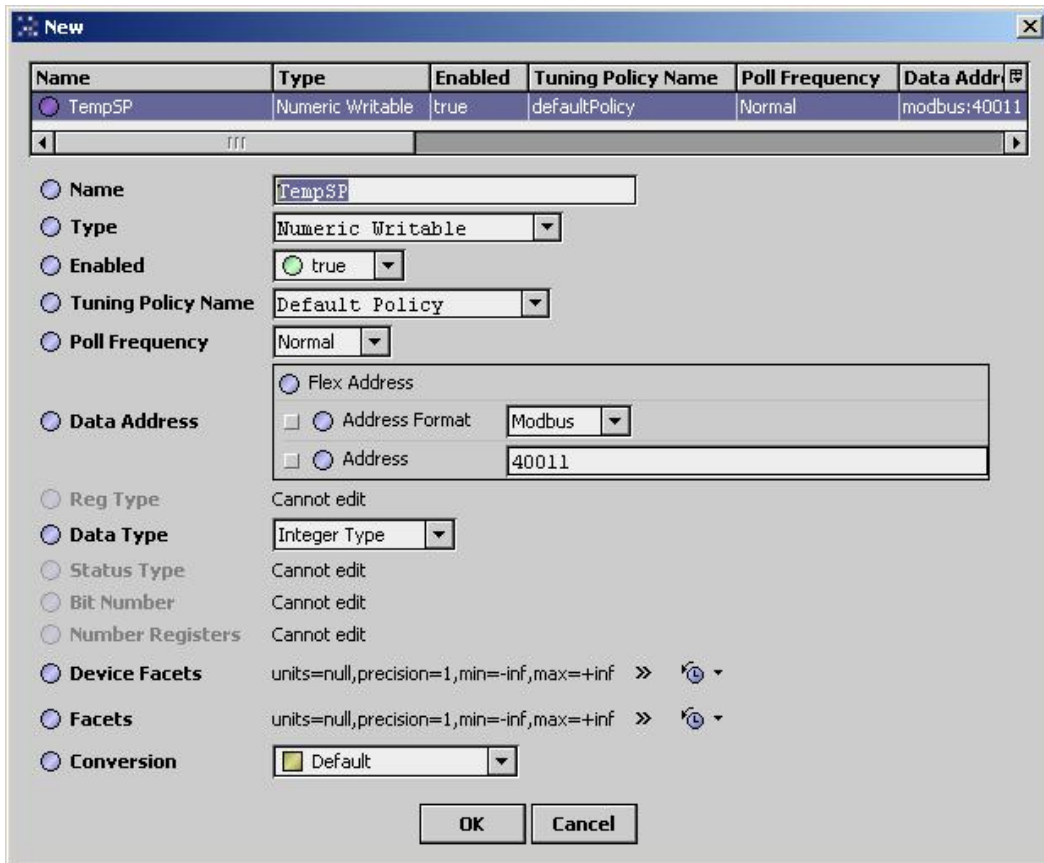 New
Name Type Enabled Tuning Policy Name Poll Frequency Data Addr
TempSP Numeric Writable true defaultPolicy Normal modbus:40011
Name TempSP
Type Numeric Writable
Enabled true
Tuning Policy Name Default Policy
Poll Frequency Normal
Flex Address
Data Address Address Format Modbus
Address 40011
Reg Type Cannot edit
Data Type Integer Type
Status Type Cannot edit
Bit Number Cannot edit
Number Registers Cannot edit
Device Facets units=null,precision=1,min=-inf,max=+inf »
Facets units=null,precision=1,min=-inf,max=+inf »
Conversion Default
OK Cancel